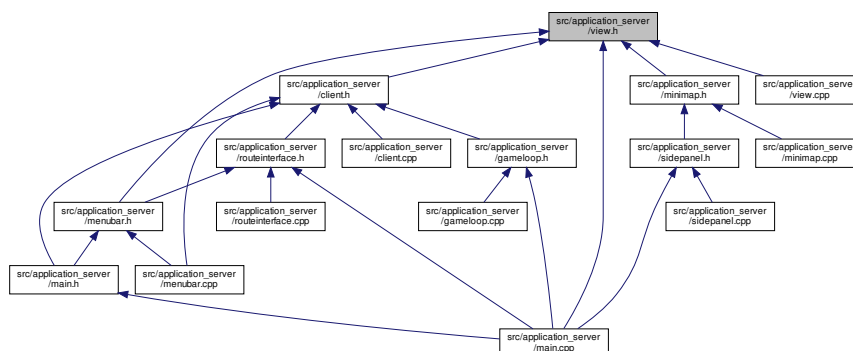 src/application_server
/view.h
src/application_server
/client.h
src/application_server
/minimap.h
src/application_server
/view.cpp
src/application_server
/routeinterface.h
src/application_server
/client.cpp
src/application_server
/gameloop.h
src/application_server
/sidepanel.h
src/application_server
/minimap.cpp
src/application_server
/menubar.h
src/application_server
/routeinterface.cpp
src/application_server
/gameloop.cpp
src/application_server
/sidepanel.cpp
src/application_server
/main.h
src/application_server
/menubar.cpp
src/application_server
/main.cpp